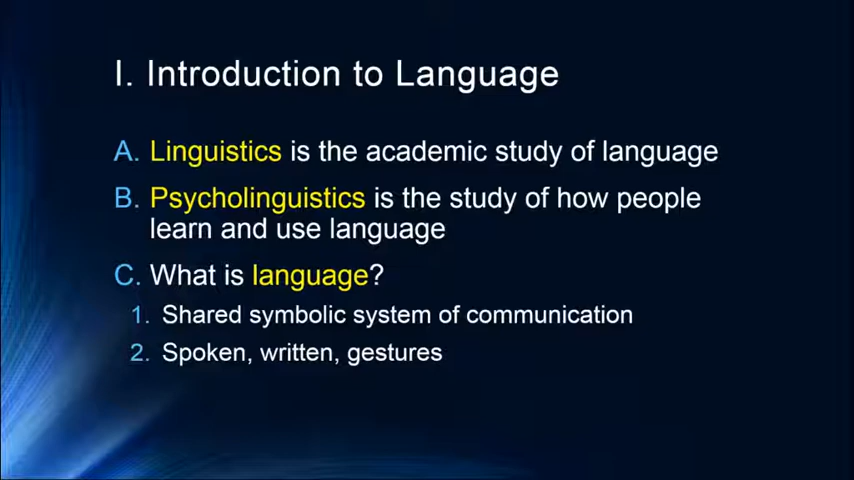 I. Introduction to Language
A. Linguistics is the academic study of language
B. Psycholinguistics is the study of how people
learn and use language
C. What is language?
1. Shared symbolic system of communication
2. Spoken, written, gestures